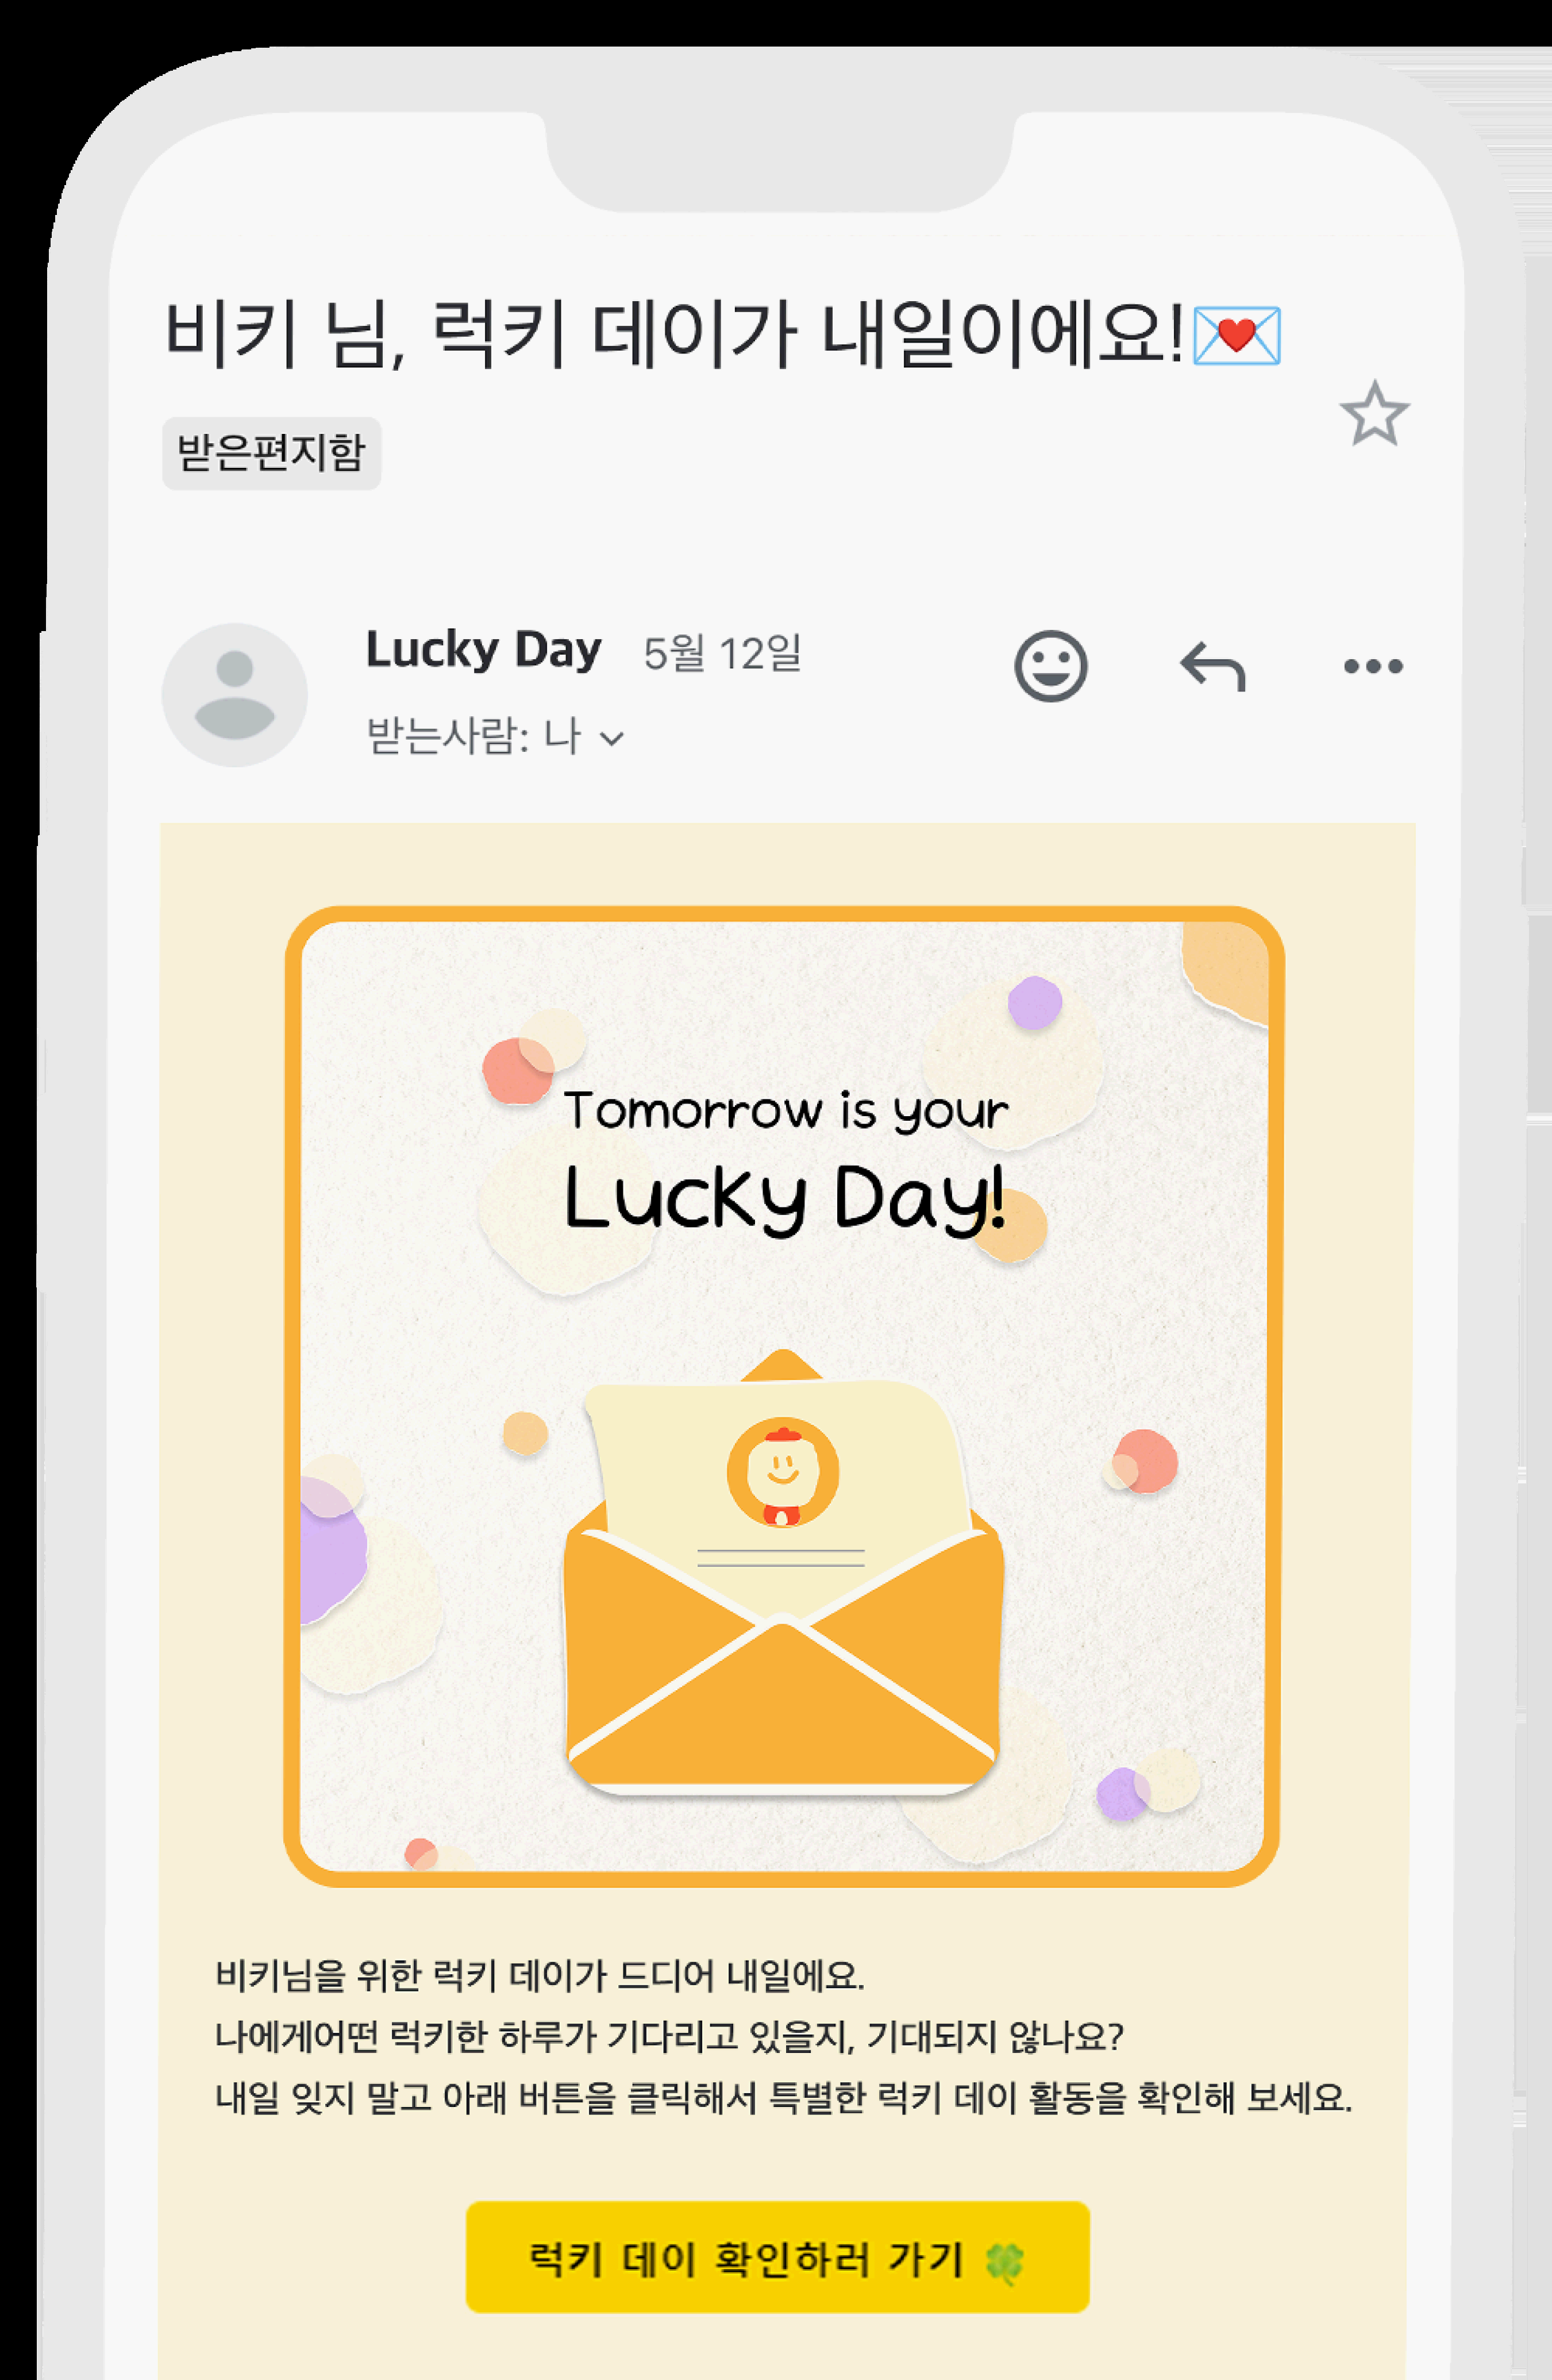 비키 님, 럭키 데이가 내일이에요!💌
받은편지함
Lucky Day 5월 12일
받는사람: 나
Tomorrow is your
Lucky Day!
비키님을 위한 럭키 데이가 드디어 내일에요.
나에게어떤 럭키한 하루가 기다리고 있을지, 기대되지 않나요?
내일 잊지 말고 아래 버튼을 클릭해서 특별한 럭키 데이 활동을 확인해 보세요.
럭키 데이 확인하러 가기 🍀